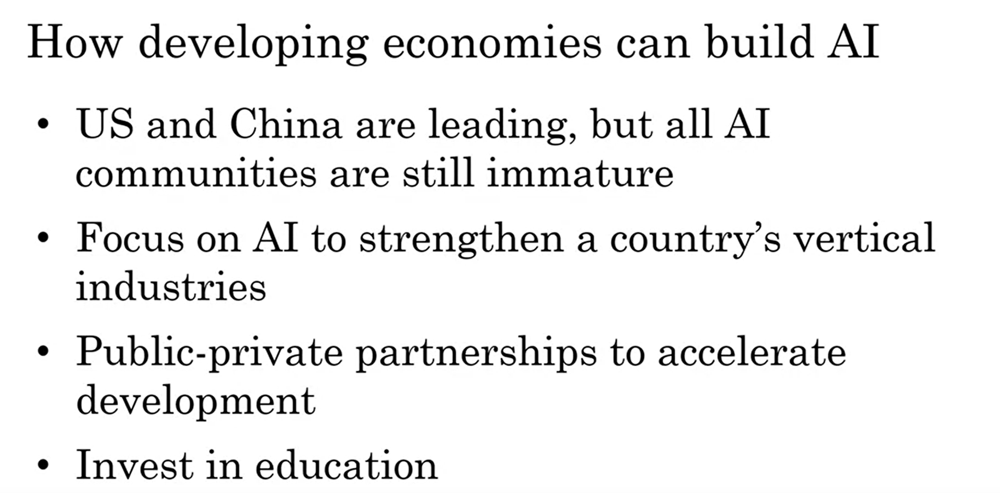 How developing economies can build AI
• US and China are leading, but all AI
communities are still immature
• Focus on AI to strengthen a country’s vertical
industries
• Public-private partnerships to accelerate
development
• Invest in education